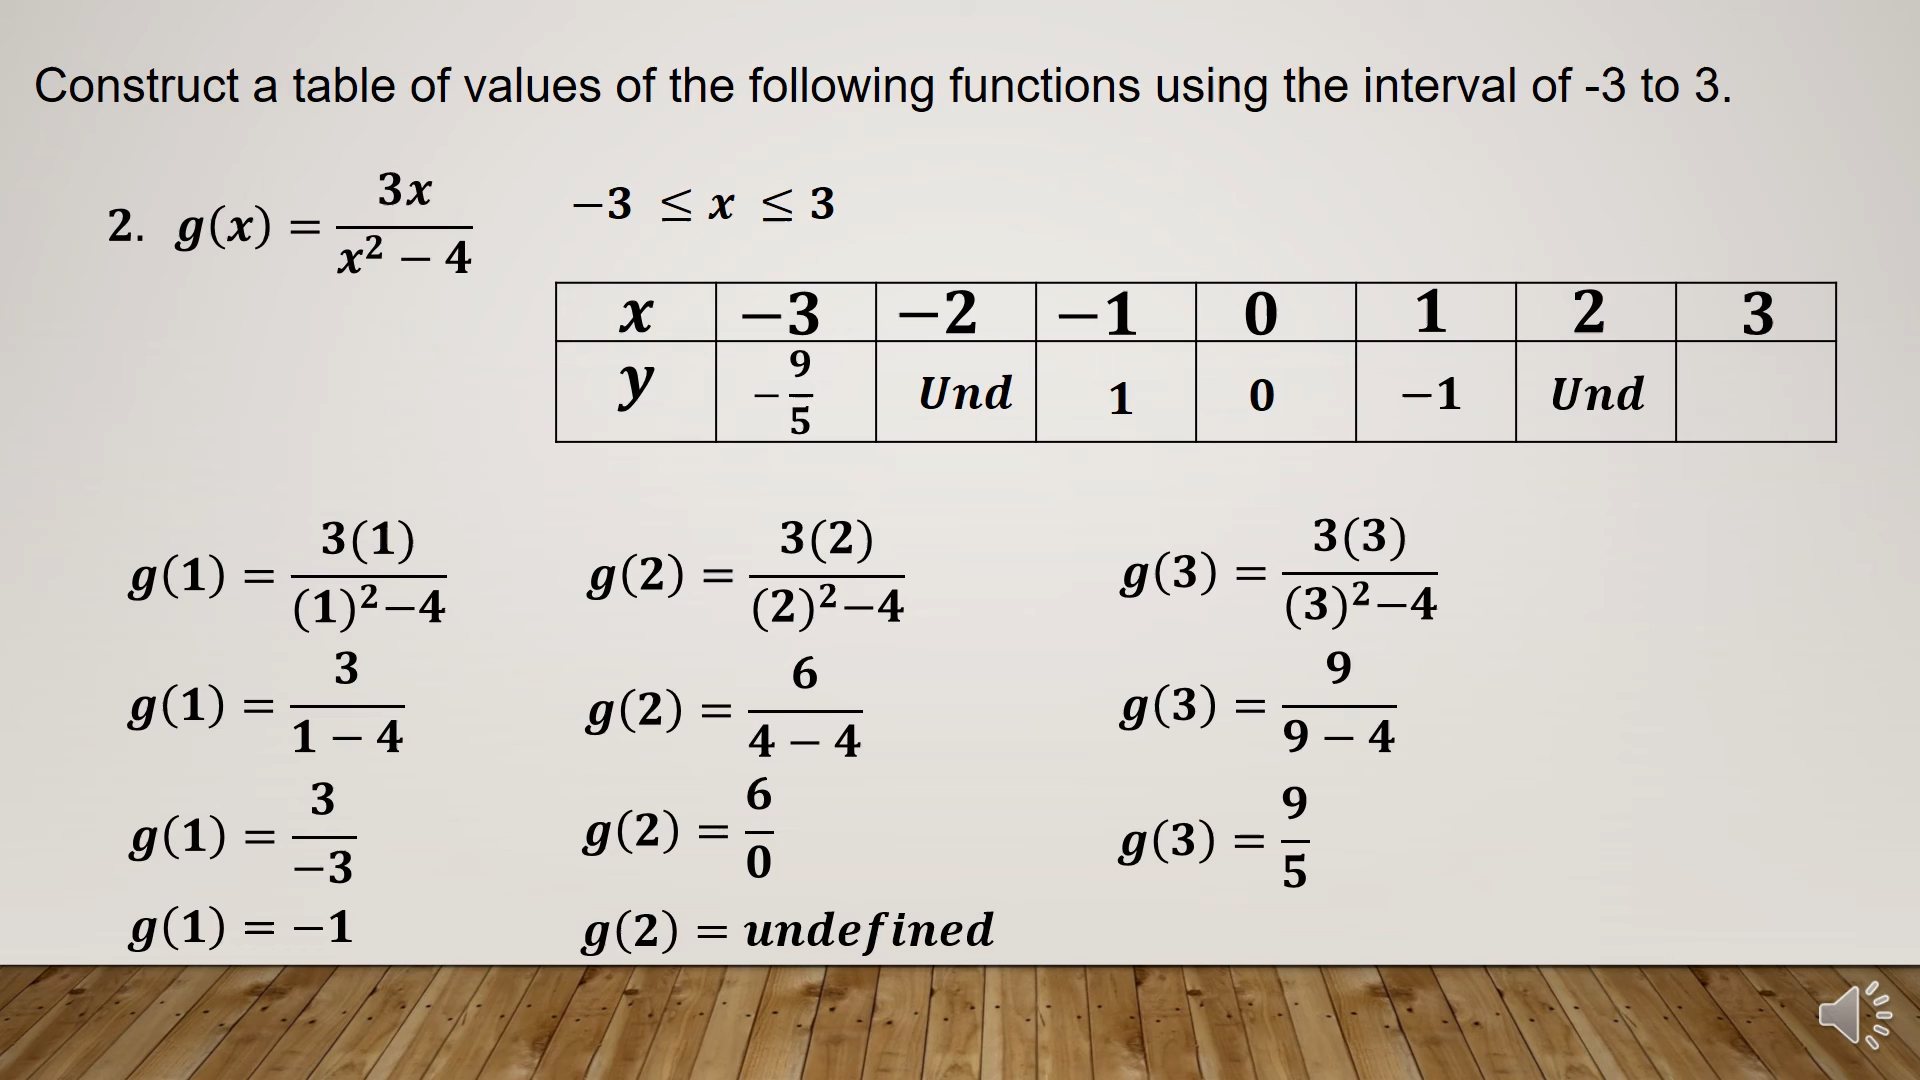 Construct a table of values of the following functions using the interval of -3 to 3.
2. g(x) = 3x / x² − 4
−3 ≤ x ≤ 3
x −3 −2 −1 0 1 2 3
y −9/5 Und 1 0 −1 Und
g(1) = 3(1) / (1)²−4
g(1) = 3 / 1 − 4
g(1) = 3 / −3
g(1) = −1
g(2) = 3(2) / (2)²−4
g(2) = 6 / 4 − 4
g(2) = 6 / 0
g(2) = undefined
g(3) = 3(3) / (3)²−4
g(3) = 9 / 9 − 4
g(3) = 9 / 5